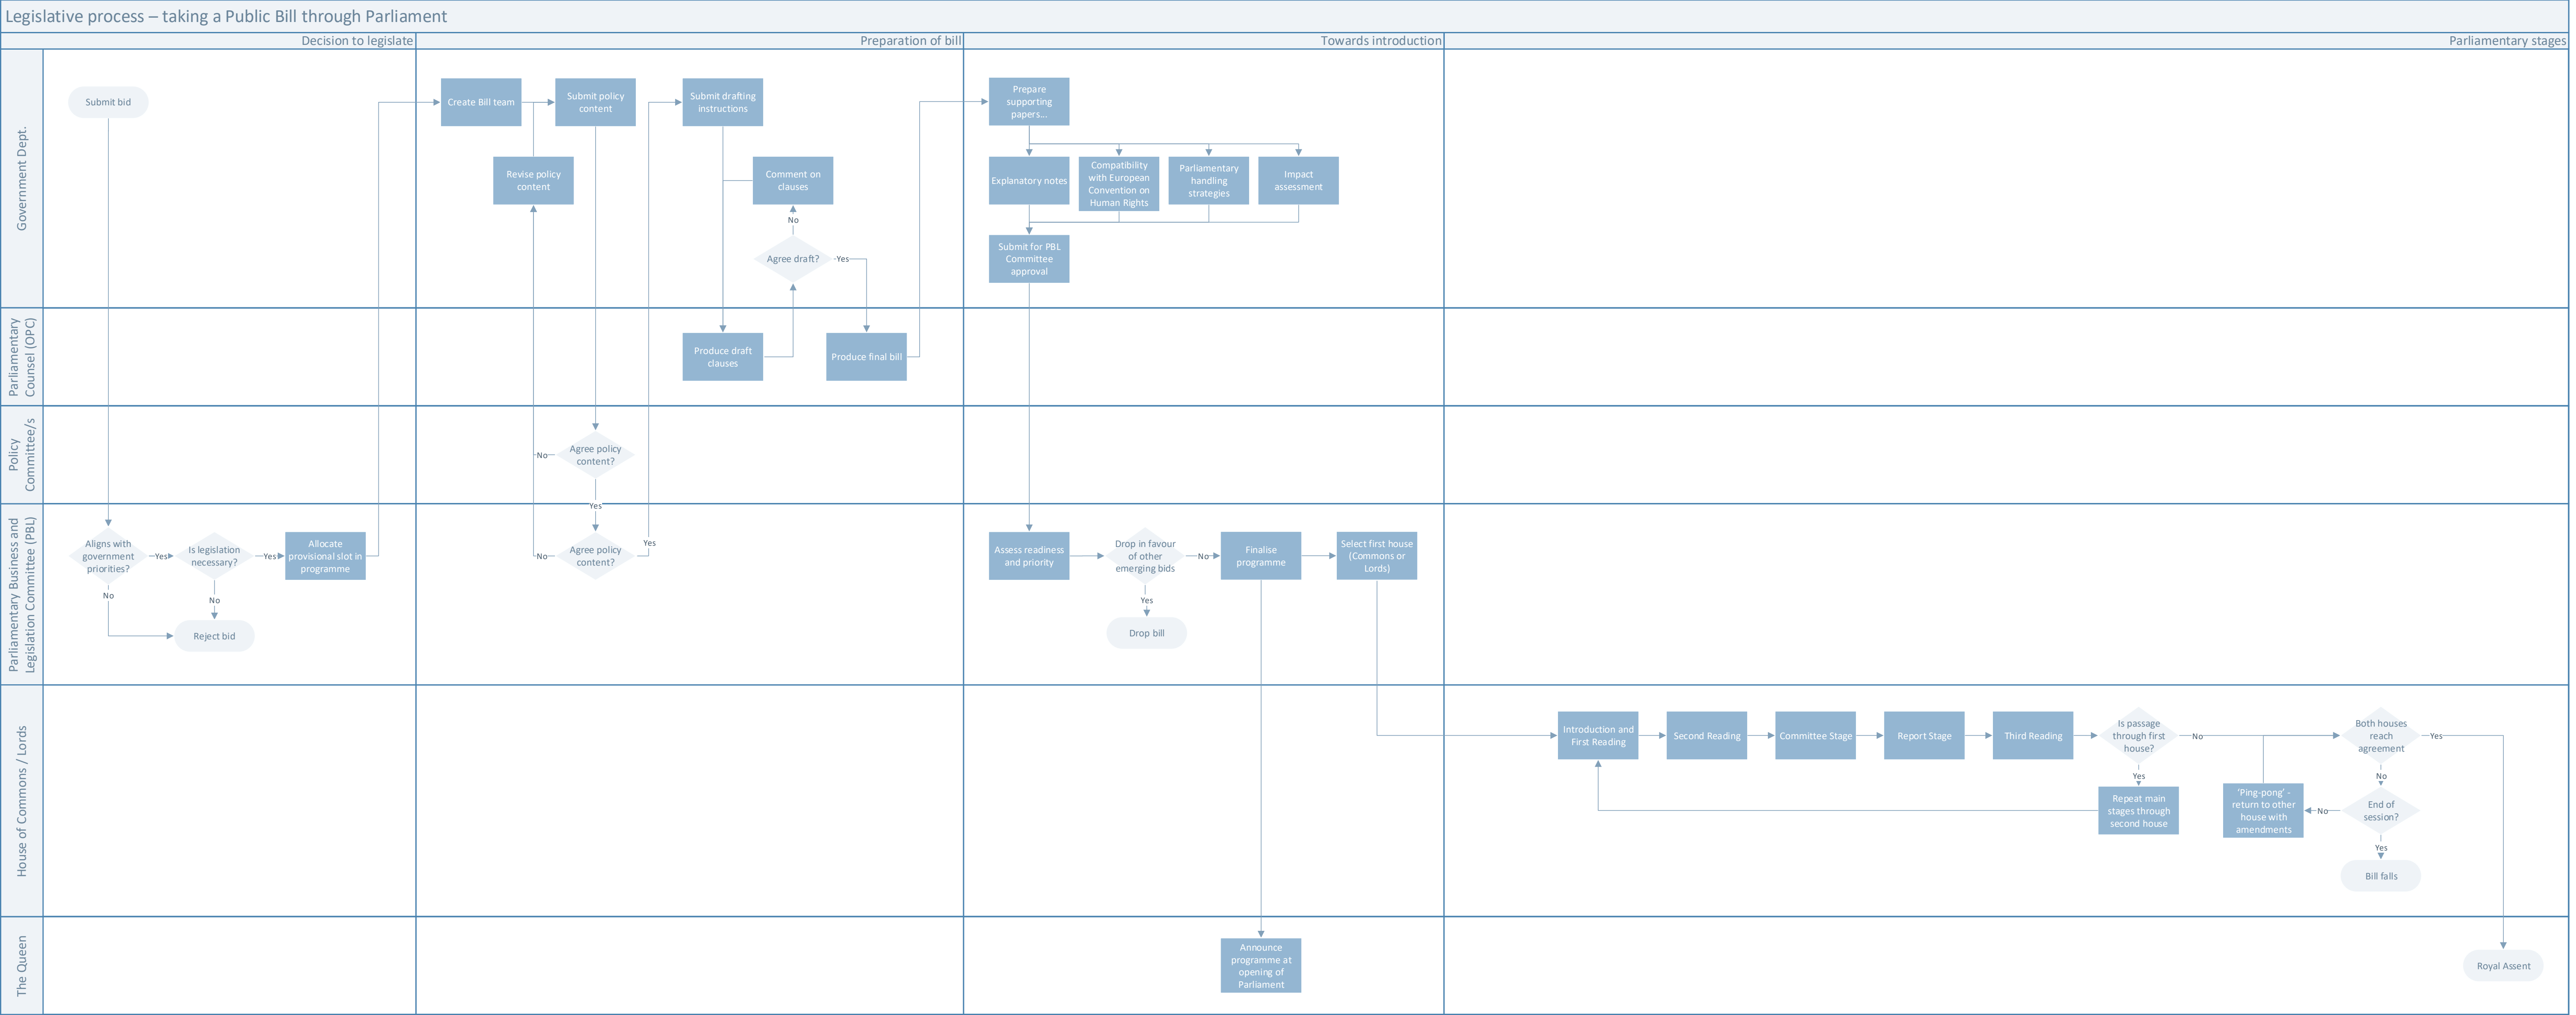 Legislative process – taking a Public Bill through Parliament
Decision to legislate
Preparation of bill
Towards introduction
Parliamentary stages
Government Dept.
Submit bid
Create Bill team
Submit policy
content
Submit drafting
instructions
Revise policy
content
Comment on
clauses
No
Agree draft?
Yes
Prepare
supporting
papers...
Explanatory notes
Compatibility
with European
Convention on
Human Rights
Parliamentary
handling
strategies
Impact
assessment
Submit for PBL
Committee
approval
Parliamentary
Counsel (OPC)
Produce draft
clauses
Produce final bill
Policy
Committee/s
Agree policy
content?
No
Yes
Parliamentary Business and
Legislation Committee (PBL)
Aligns with
government
priorities?
Yes
Is legislation
necessary?
Yes
Allocate
provisional slot in
programme
No
No
Reject bid
No
Agree policy
content?
Yes
Assess readiness
and priority
Drop in favour
of other
emerging bids
No
Finalise
programme
Select first house
(Commons or
Lords)
Yes
Drop bill
House of Commons / Lords
Introduction and
First Reading
Second Reading
Committee Stage
Report Stage
Third Reading
Is passage
through first
house?
No
Both houses
reach
agreement
Yes
Yes
No
Repeat main
stages through
second house
'Ping-pong' -
return to other
house with
amendments
No
End of
session?
Yes
Bill falls
The Queen
Announce
programme at
opening of
Parliament
Royal Assent